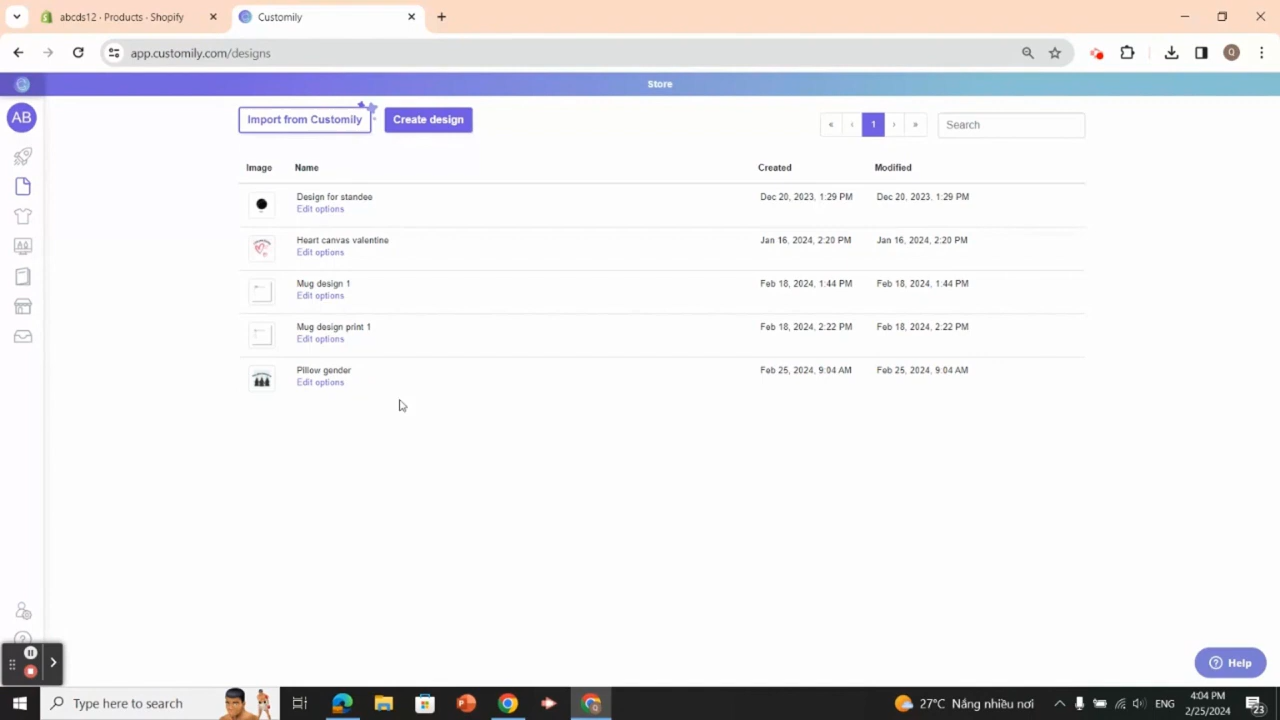 abcds12 · Products · Shopify
Customily
app.customily.com/designs
Q
Store
AB
Import from Customily
Create design
« ‹ 1 › »
Search
Image Name Created Modified
Design for standee Dec 20, 2023, 1:29 PM Dec 20, 2023, 1:29 PM
Edit options
Heart canvas valentine Jan 16, 2024, 2:20 PM Jan 16, 2024, 2:20 PM
Edit options
Mug design 1 Feb 18, 2024, 1:44 PM Feb 18, 2024, 1:44 PM
Edit options
Mug design print 1 Feb 18, 2024, 2:22 PM Feb 18, 2024, 2:22 PM
Edit options
Pillow gender Feb 25, 2024, 9:04 AM Feb 25, 2024, 9:04 AM
Edit options
Help
Type here to search
27°C Nắng nhiều nơi
ENG
4:04 PM
2/25/2024
23